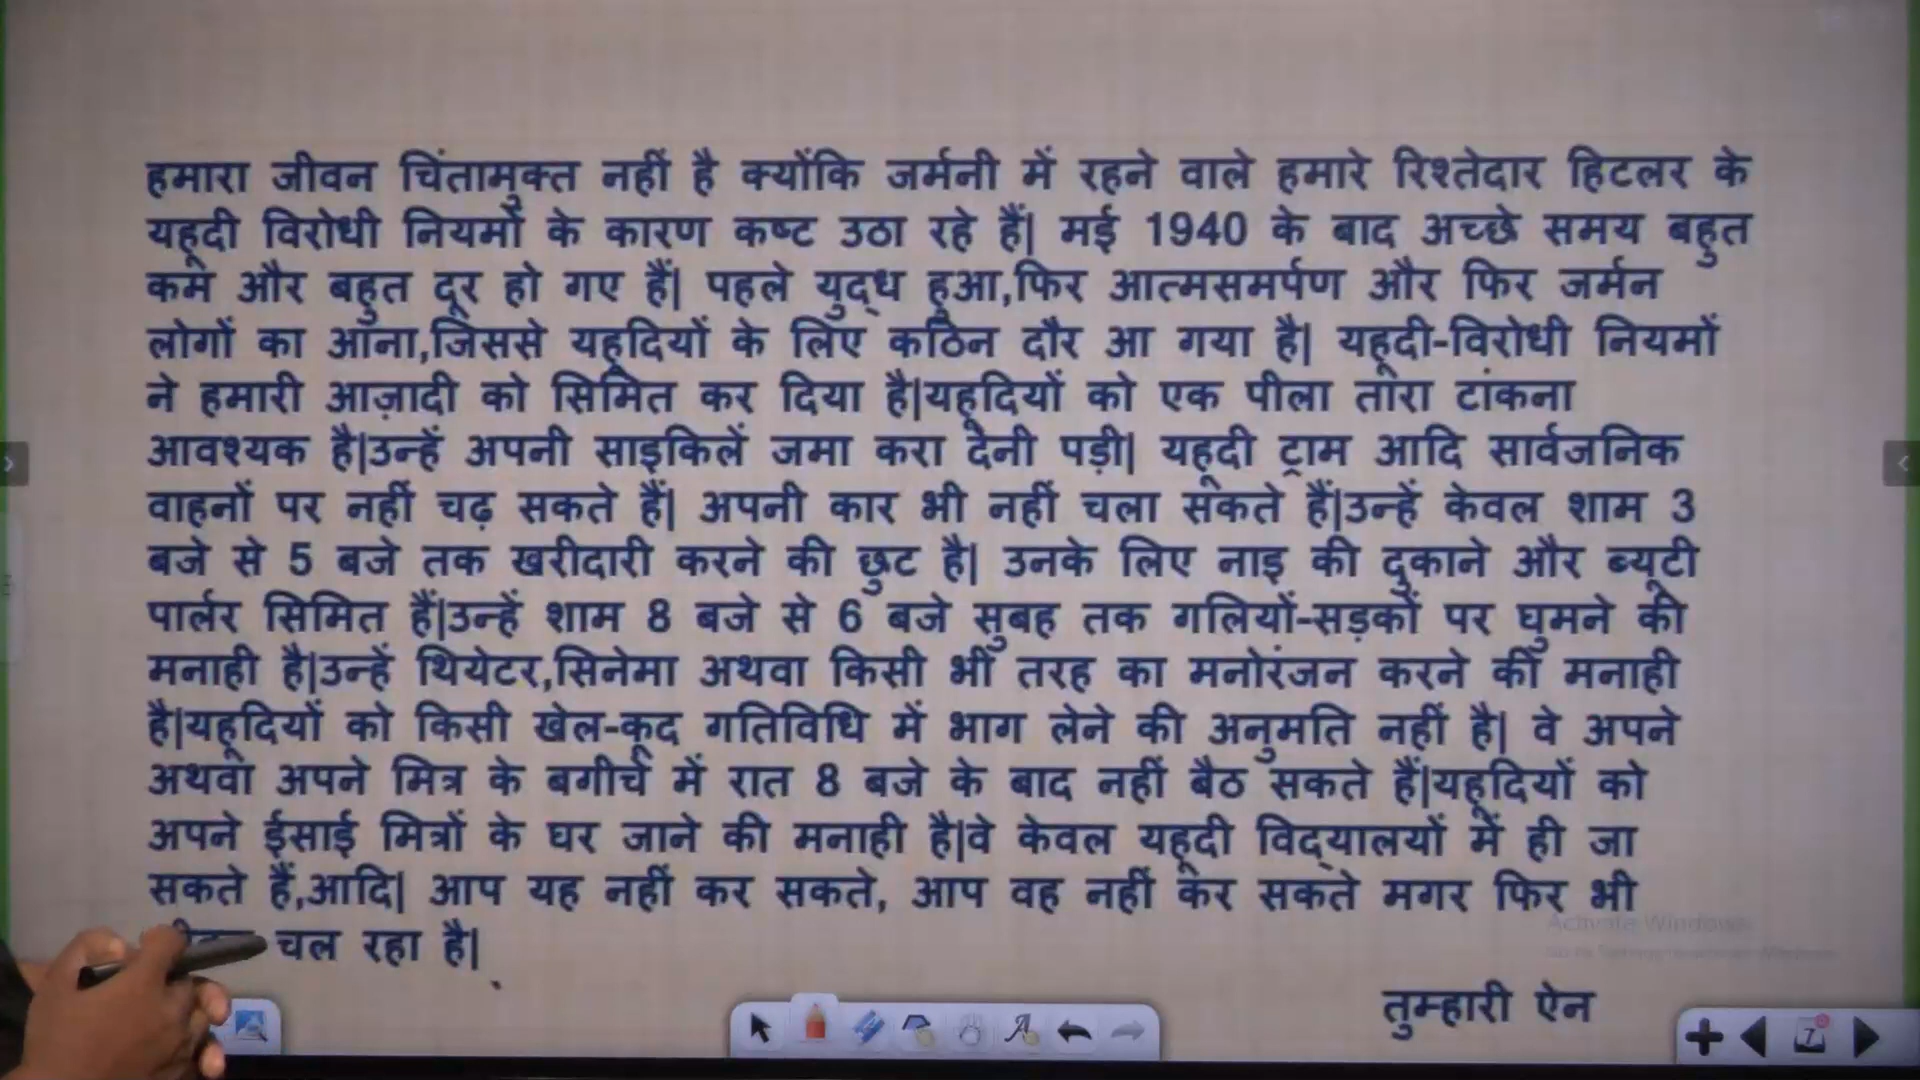 हमारा जीवन चिंतामुक्त नहीं है क्योंकि जर्मनी में रहने वाले हमारे रिश्तेदार हिटलर के
यहूदी विरोधी नियमों के कारण कष्ट उठा रहे हैं| मई 1940 के बाद अच्छे समय बहुत
कम और बहुत दूर हो गए हैं| पहले युद्ध हुआ,फिर आत्मसमर्पण और फिर जर्मन
लोगों का आना,जिससे यहूदियों के लिए कठिन दौर आ गया है| यहूदी-विरोधी नियमों
ने हमारी आज़ादी को सिमित कर दिया है|यहूदियों को एक पीला तारा टांकना
आवश्यक है|उन्हें अपनी साइकिलें जमा करा देनी पड़ी| यहूदी ट्राम आदि सार्वजनिक
वाहनों पर नहीं चढ़ सकते हैं| अपनी कार भी नहीं चला सकते हैं|उन्हें केवल शाम 3
बजे से 5 बजे तक खरीदारी करने की छुट है| उनके लिए नाइ की दुकाने और ब्यूटी
पार्लर सिमित हैं|उन्हें शाम 8 बजे से 6 बजे सुबह तक गलियों-सड़कों पर घुमने की
मनाही है|उन्हें थियेटर,सिनेमा अथवा किसी भी तरह का मनोरंजन करने की मनाही
है|यहूदियों को किसी खेल-कूद गतिविधि में भाग लेने की अनुमति नहीं है| वे अपने
अथवा अपने मित्र के बगीचे में रात 8 बजे के बाद नहीं बैठ सकते हैं|यहूदियों को
अपने ईसाई मित्रों के घर जाने की मनाही है|वे केवल यहूदी विद्यालयों में ही जा
सकते हैं,आदि| आप यह नहीं कर सकते, आप वह नहीं कर सकते मगर फिर भी
चल रहा है|
Activate Windows
तुम्हारी ऐन
7